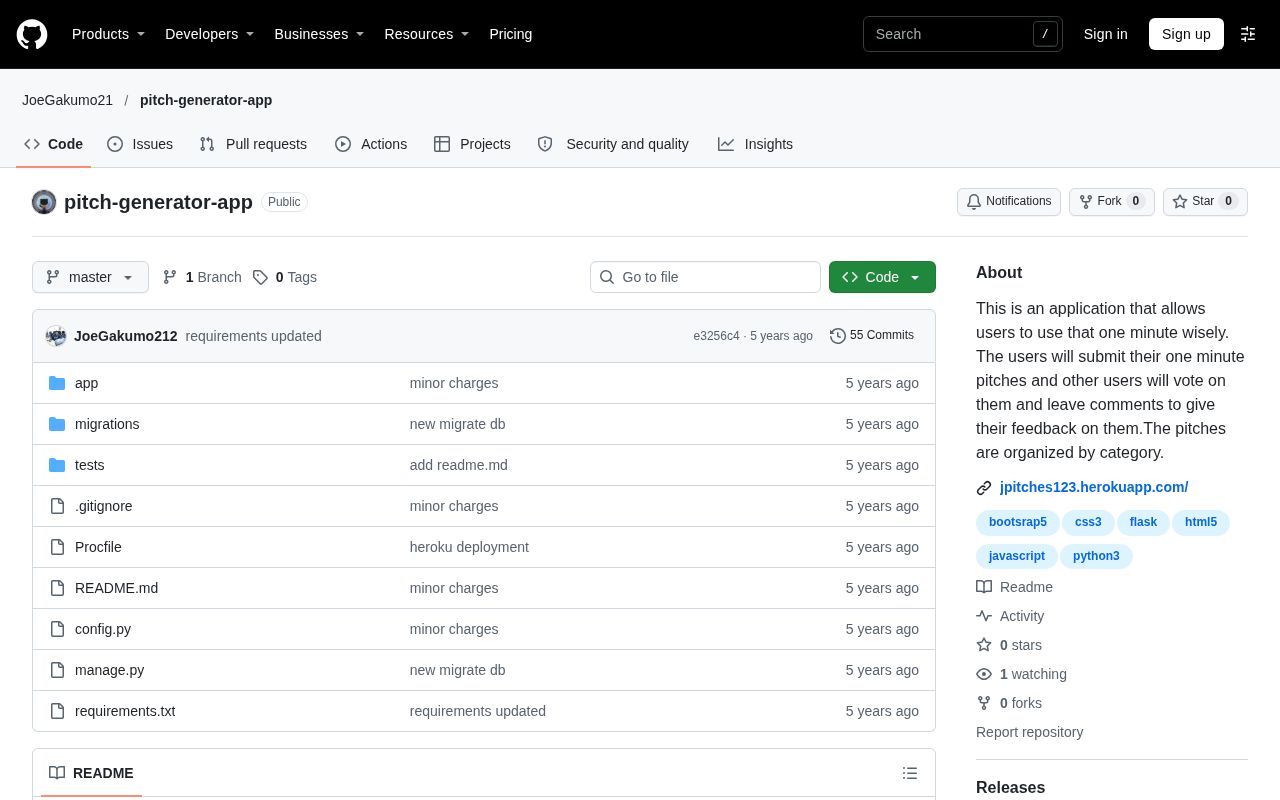 Products Developers Businesses Resources Pricing Search / Sign in Sign up
JoeGakumo21 / pitch-generator-app
Code Issues Pull requests Actions Projects Security and quality Insights
pitch-generator-app Public Notifications Fork 0 Star 0
master 1 Branch 0 Tags Go to file Code
JoeGakumo212 requirements updated e3256c4 · 5 years ago 55 Commits
app minor charges 5 years ago
migrations new migrate db 5 years ago
tests add readme.md 5 years ago
.gitignore minor charges 5 years ago
Procfile heroku deployment 5 years ago
README.md minor charges 5 years ago
config.py minor charges 5 years ago
manage.py new migrate db 5 years ago
requirements.txt requirements updated 5 years ago
README
About
This is an application that allows
users to use that one minute wisely.
The users will submit their one minute
pitches and other users will vote on
them and leave comments to give
their feedback on them.The pitches
are organized by category.
jpitches123.herokuapp.com/
bootsrap5 css3 flask html5
javascript python3
Readme
Activity
0 stars
1 watching
0 forks
Report repository
Releases